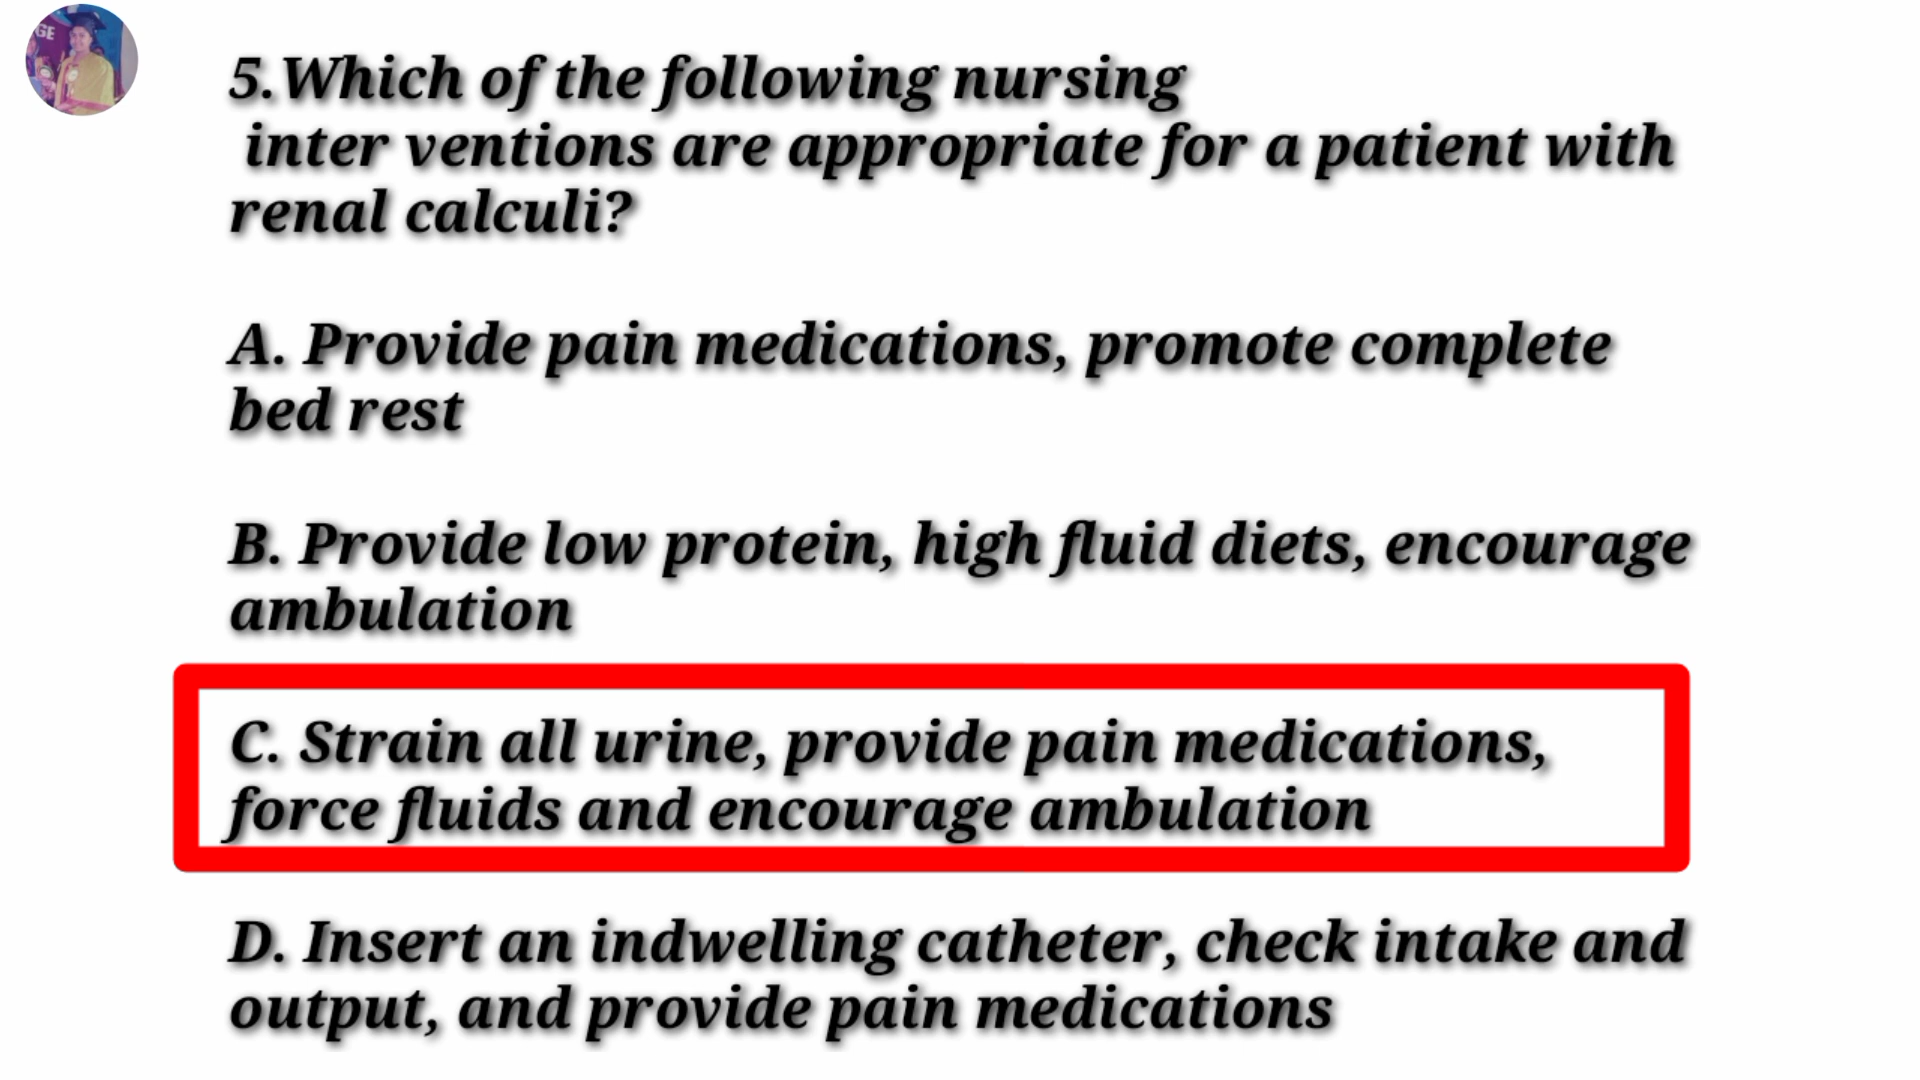 GE
5.Which of the following nursing
inter ventions are appropriate for a patient with
renal calculi?
A. Provide pain medications, promote complete
bed rest
B. Provide low protein, high fluid diets, encourage
ambulation
C. Strain all urine, provide pain medications,
force fluids and encourage ambulation
D. Insert an indwelling catheter, check intake and
output, and provide pain medications